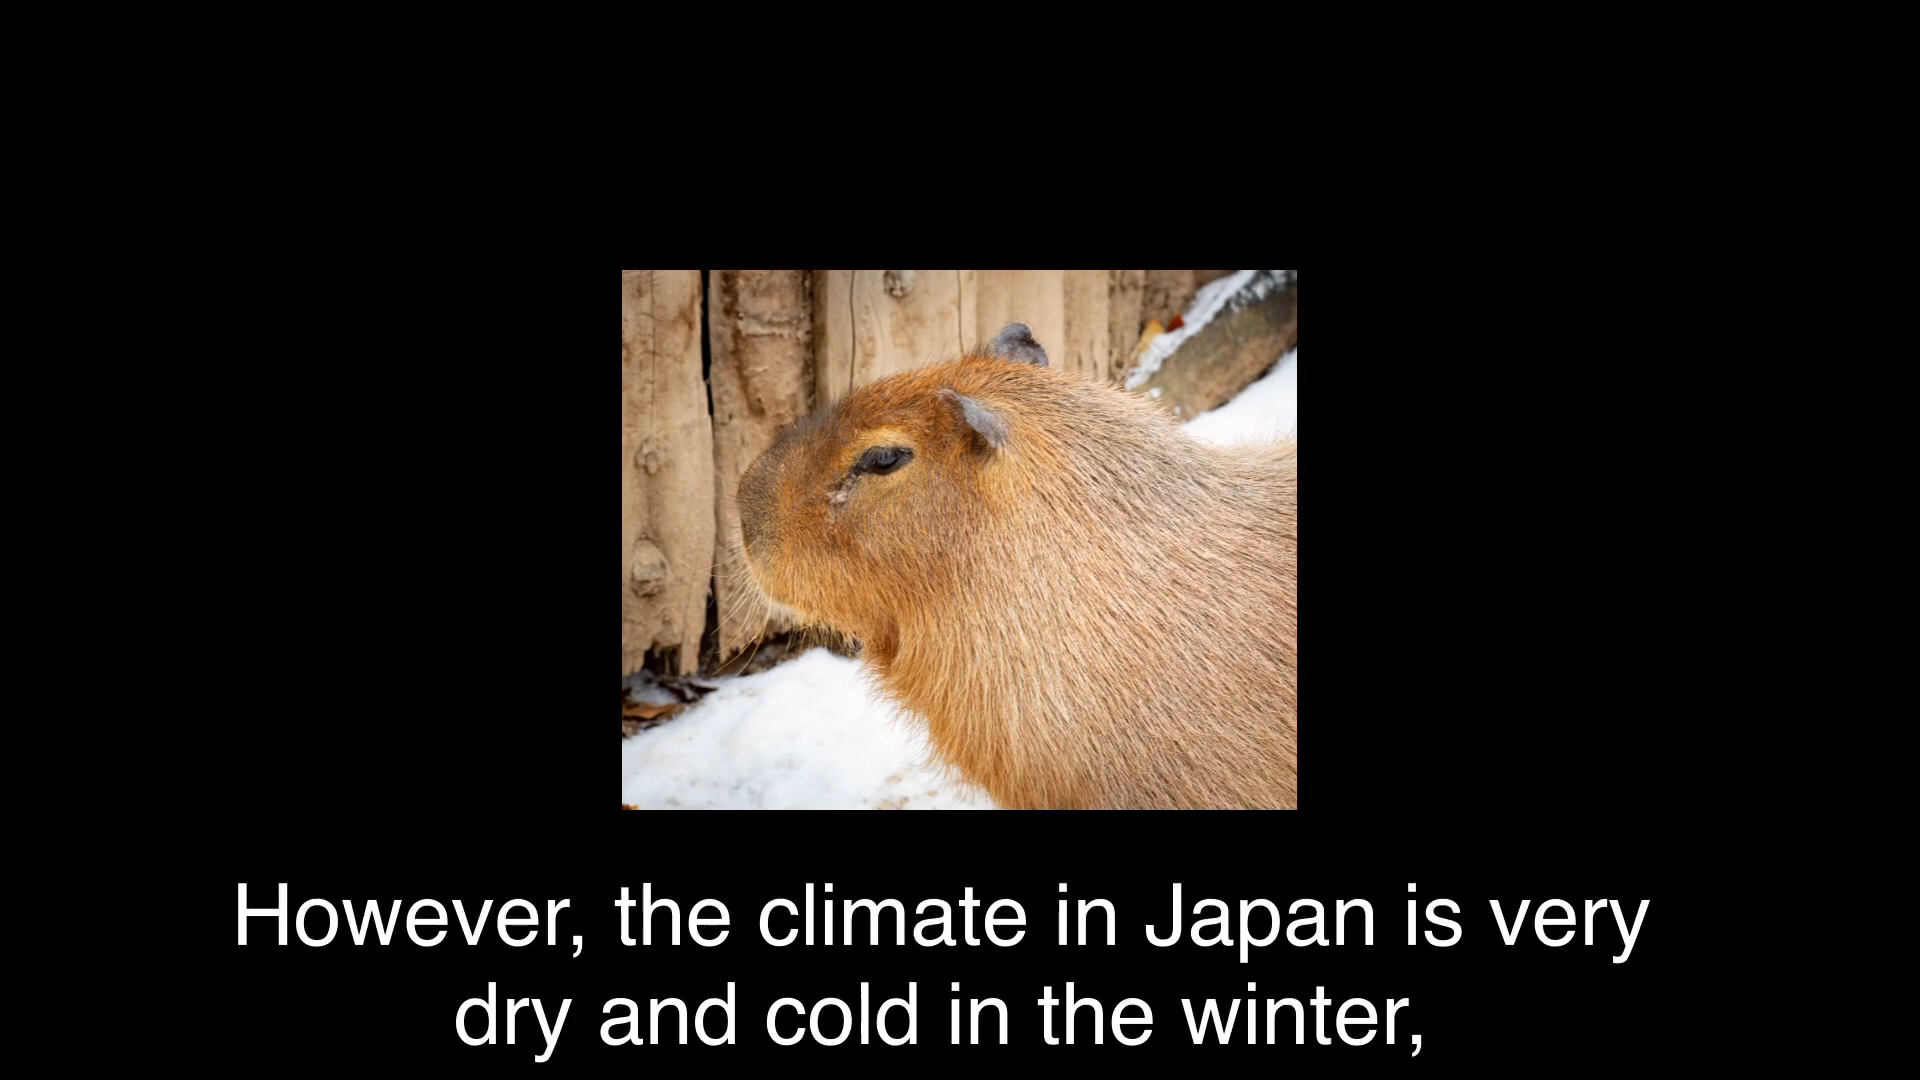 However, the climate in Japan is very
dry and cold in the winter,